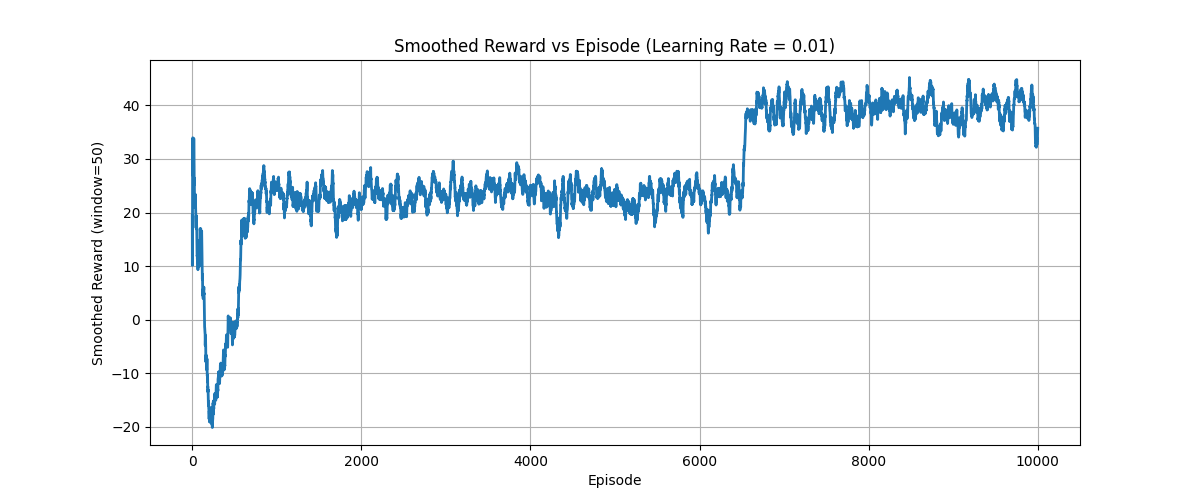 Smoothed Reward vs Episode (Learning Rate = 0.01)
Smoothed Reward (window=50)
40
30
20
10
0
−10
−20
0 2000 4000 6000 8000 10000
Episode